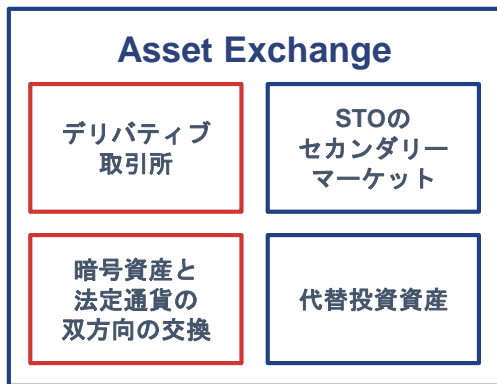 Asset Exchange
デリバティブ
取引所
STOの
セカンダリー
マーケット
暗号資産と
法定通貨の
双方向の交換
代替投資資産